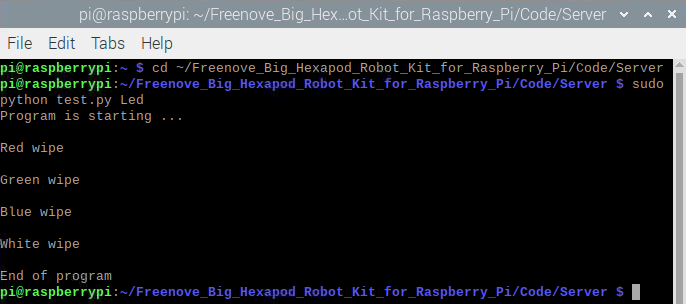 pi@raspberrypi: ~/Freenove_Big_Hex...ot_Kit_for_Raspberry_Pi/Code/Server
File Edit Tabs Help
pi@raspberrypi:~ $ cd ~/Freenove_Big_Hexapod_Robot_Kit_for_Raspberry_Pi/Code/Server
pi@raspberrypi:~/Freenove_Big_Hexapod_Robot_Kit_for_Raspberry_Pi/Code/Server $ sudo
python test.py Led
Program is starting ...
Red wipe
Green wipe
Blue wipe
White wipe
End of program
pi@raspberrypi:~/Freenove_Big_Hexapod_Robot_Kit_for_Raspberry_Pi/Code/Server $